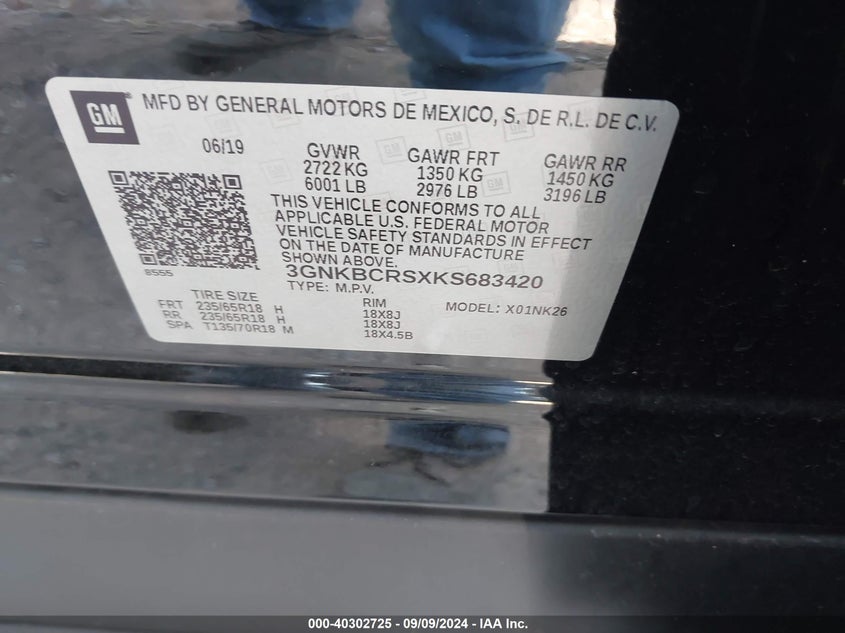 GM® MFD BY GENERAL MOTORS DE MEXICO, S. DE R.L. DE C.V.
06/19 GVWR GAWR FRT GAWR RR
2722 KG 1350 KG 1450 KG
6001 LB 2976 LB 3196 LB
THIS VEHICLE CONFORMS TO ALL
APPLICABLE U.S. FEDERAL MOTOR
VEHICLE SAFETY STANDARDS IN EFFECT
ON THE DATE OF MANUFACTURE
SHOWN ABOVE.
8555 3GNKBCRSXKS683420
TYPE: M.P.V.
TIRE SIZE RIM MODEL: X01NK26
FRT 235/65R18 H 18X8J
RR 235/65R18 H 18X8J
SPA T135/70R18 M 18X4.5B
000-40302725 - 09/09/2024 - IAA Inc.